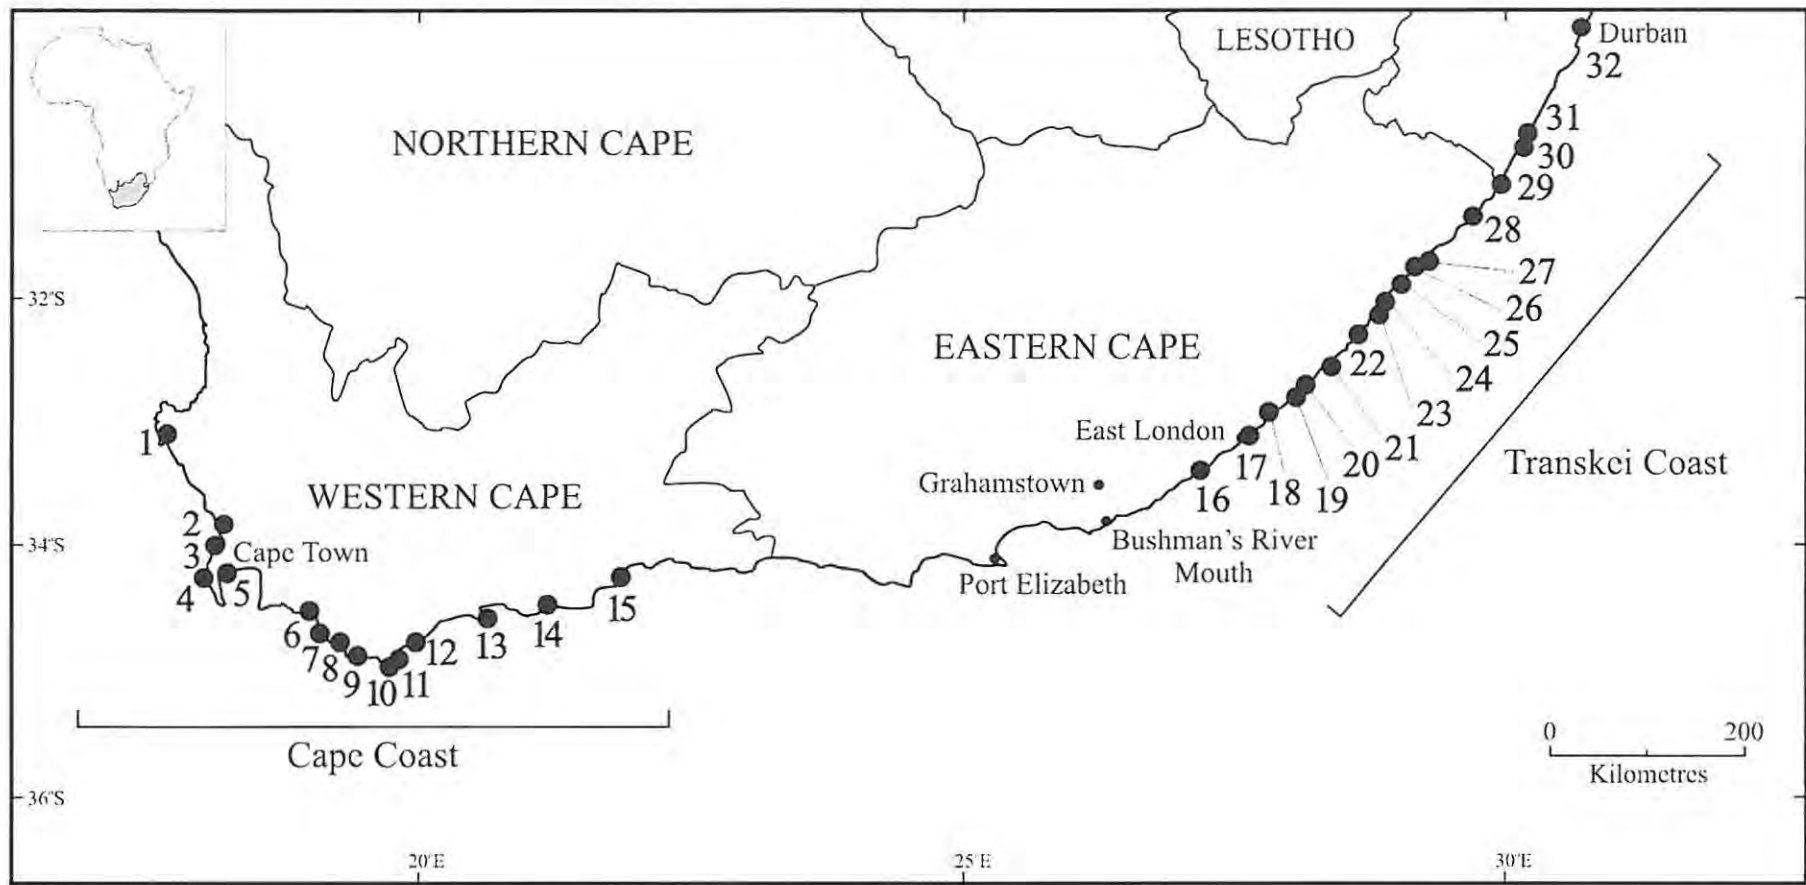 LESOTHO
Durban
32
31
30
29
28
27
26
25
24
23
22
21
20
19
18
17
16
NORTHERN CAPE
32°S
EASTERN CAPE
East London
Grahamstown
Bushman's River
Mouth
Port Elizabeth
Transkei Coast
WESTERN CAPE
1
2
3
Cape Town
4
5
6
7
8
9
10
11
12
13
14
15
34°S
Cape Coast
0
200
Kilometres
36°S
20°E
25°E
30°E